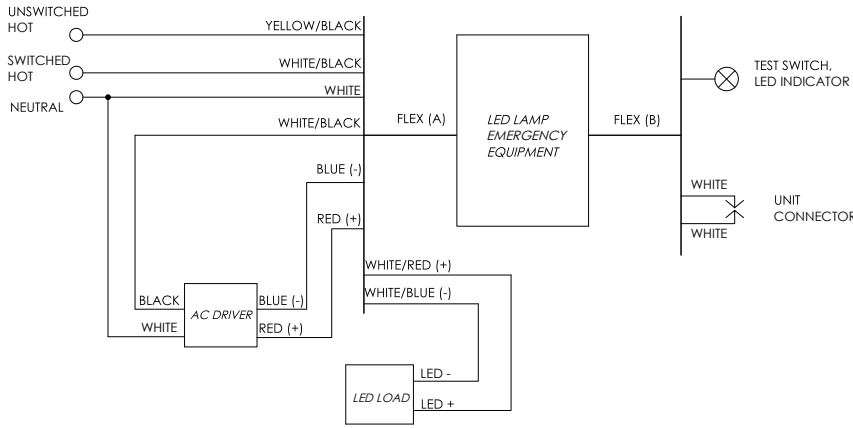 UNSWITCHED
HOT
YELLOW/BLACK
SWITCHED
HOT
WHITE/BLACK
NEUTRAL
WHITE
WHITE/BLACK
FLEX (A)
LED LAMP
EMERGENCY
EQUIPMENT
FLEX (B)
TEST SWITCH,
LED INDICATOR
BLUE (-)
RED (+)
WHITE
UNIT
CONNECTOR
WHITE
WHITE/RED (+)
WHITE/BLUE (-)
BLACK
WHITE
AC DRIVER
BLUE (-)
RED (+)
LED -
LED LOAD
LED +